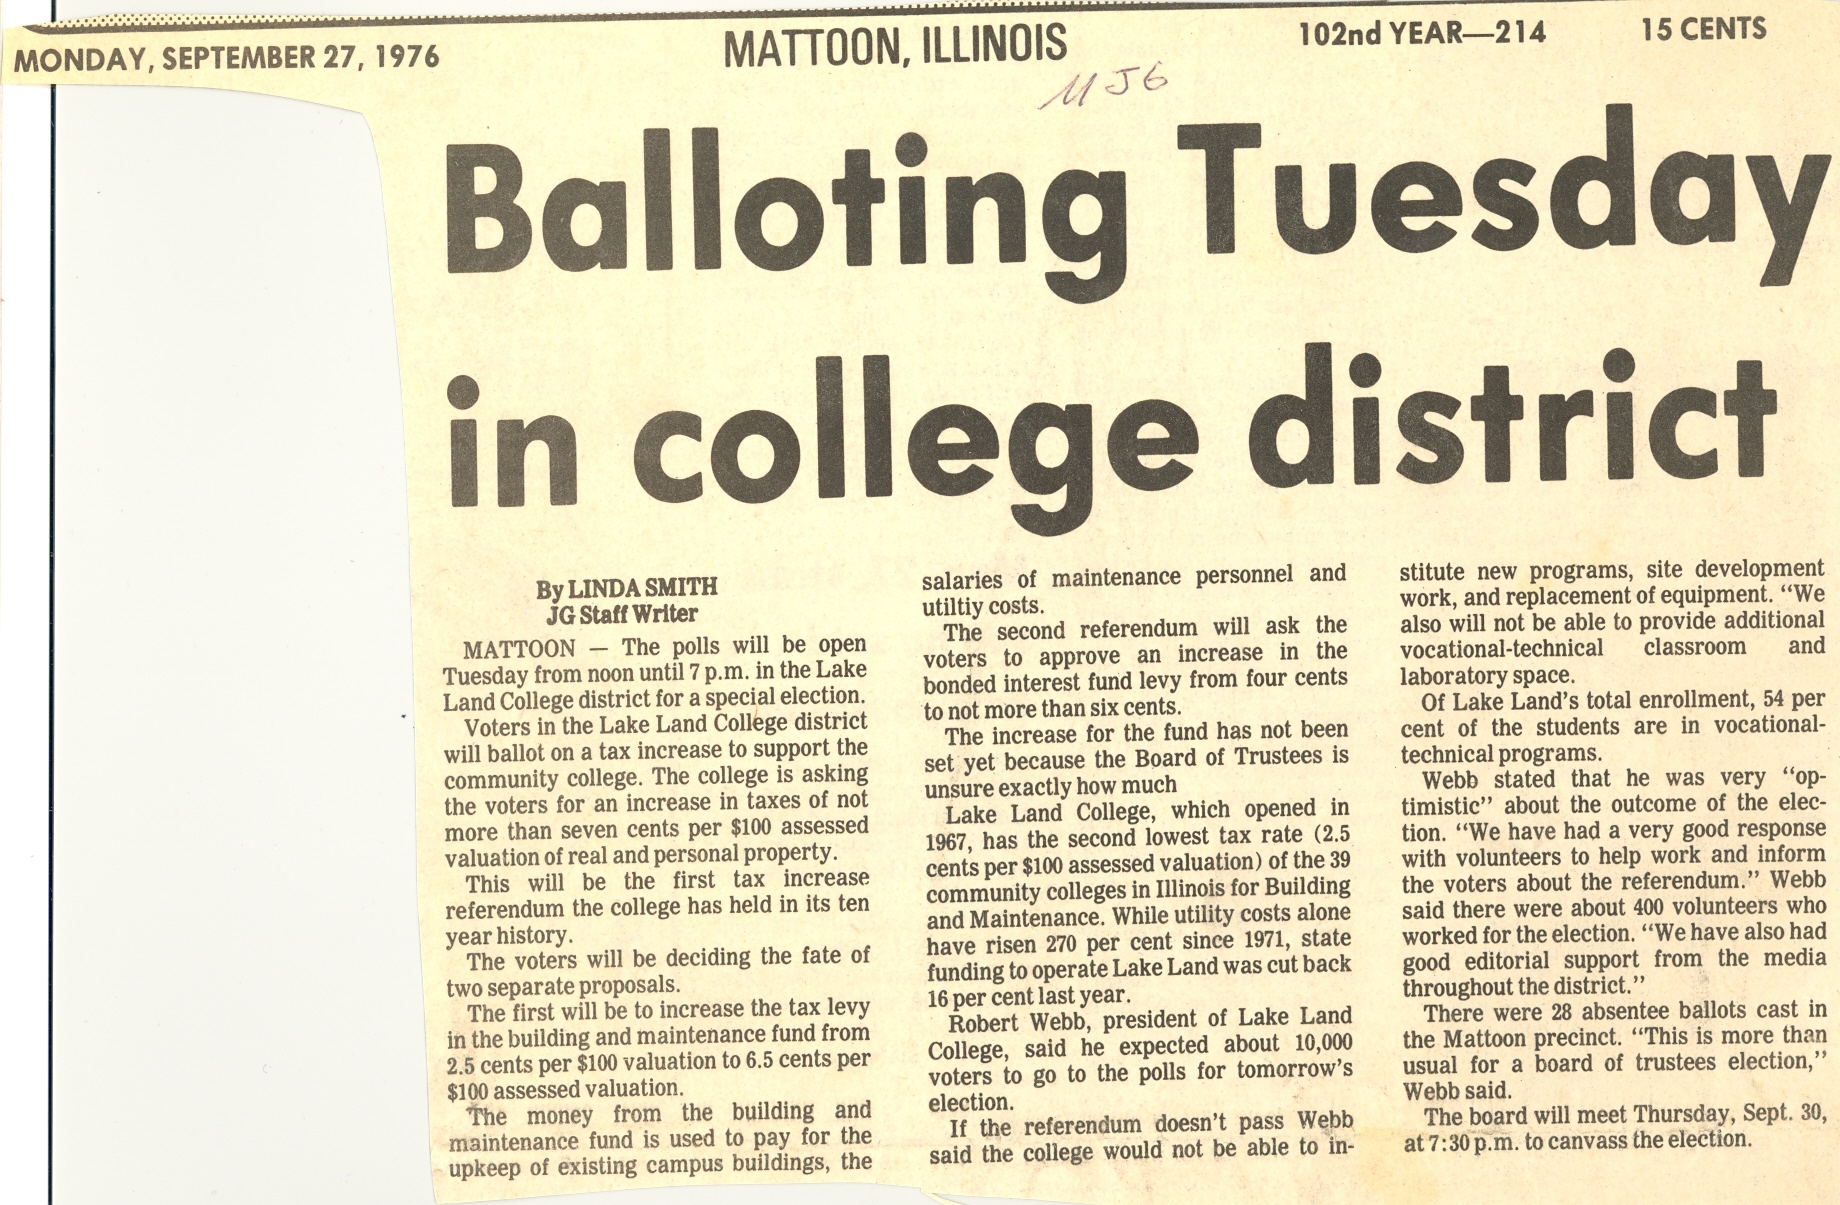 MONDAY, SEPTEMBER 27, 1976
MATTOON, ILLINOIS
102nd YEAR—214
15 CENTS
MJG
Balloting Tuesday
in college district
By LINDA SMITH
JG Staff Writer
MATTOON — The polls will be open
Tuesday from noon until 7 p.m. in the Lake
Land College district for a special election.
Voters in the Lake Land College district
will ballot on a tax increase to support the
community college. The college is asking
the voters for an increase in taxes of not
more than seven cents per $100 assessed
valuation of real and personal property.
This will be the first tax increase
referendum the college has held in its ten
year history.
The voters will be deciding the fate of
two separate proposals.
The first will be to increase the tax levy
in the building and maintenance fund from
2.5 cents per $100 valuation to 6.5 cents per
$100 assessed valuation.
The money from the building and
maintenance fund is used to pay for the
upkeep of existing campus buildings, the
salaries of maintenance personnel and
utiltiy costs.
The second referendum will ask the
voters to approve an increase in the
bonded interest fund levy from four cents
to not more than six cents.
The increase for the fund has not been
set yet because the Board of Trustees is
unsure exactly how much
Lake Land College, which opened in
1967, has the second lowest tax rate (2.5
cents per $100 assessed valuation) of the 39
community colleges in Illinois for Building
and Maintenance. While utility costs alone
have risen 270 per cent since 1971, state
funding to operate Lake Land was cut back
16 per cent last year.
Robert Webb, president of Lake Land
College, said he expected about 10,000
voters to go to the polls for tomorrow's
election.
If the referendum doesn't pass Webb
said the college would not be able to in-
stitute new programs, site development
work, and replacement of equipment. "We
also will not be able to provide additional
vocational-technical classroom and
laboratory space.
Of Lake Land's total enrollment, 54 per
cent of the students are in vocational-
technical programs.
Webb stated that he was very "op-
timistic" about the outcome of the elec-
tion. "We have had a very good response
with volunteers to help work and inform
the voters about the referendum." Webb
said there were about 400 volunteers who
worked for the election. "We have also had
good editorial support from the media
throughout the district."
There were 28 absentee ballots cast in
the Mattoon precinct. "This is more than
usual for a board of trustees election,"
Webb said.
The board will meet Thursday, Sept. 30,
at 7:30 p.m. to canvass the election.